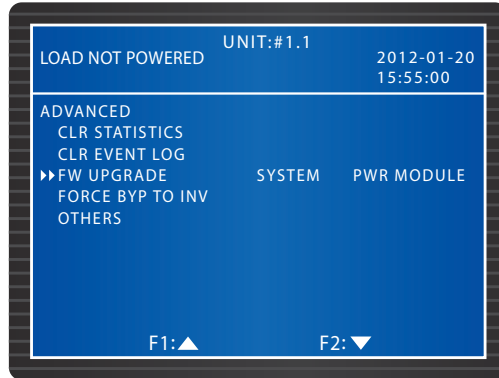 UNIT:#1.1
LOAD NOT POWERED 2012-01-20
15:55:00
ADVANCED
CLR STATISTICS
CLR EVENT LOG
FW UPGRADE SYSTEM PWR MODULE
FORCE BYP TO INV
OTHERS
F1: F2: